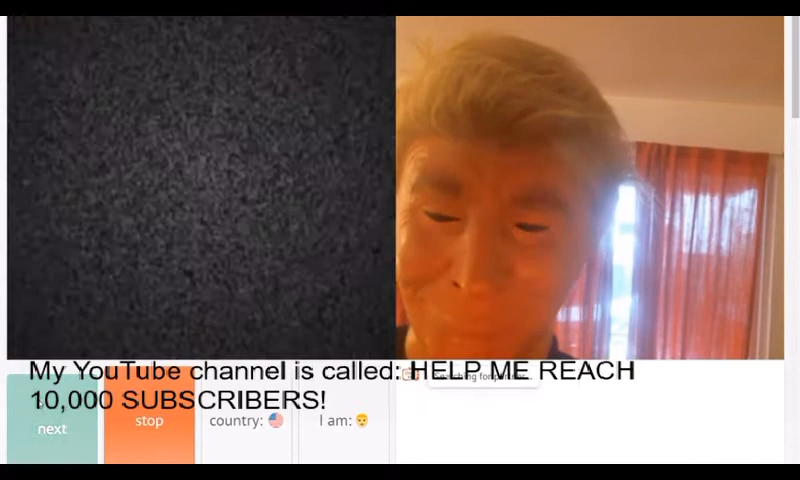 My YouTube channel is called: HELP ME REACH
10,000 SUBSCRIBERS!
next
stop
country:
I am: